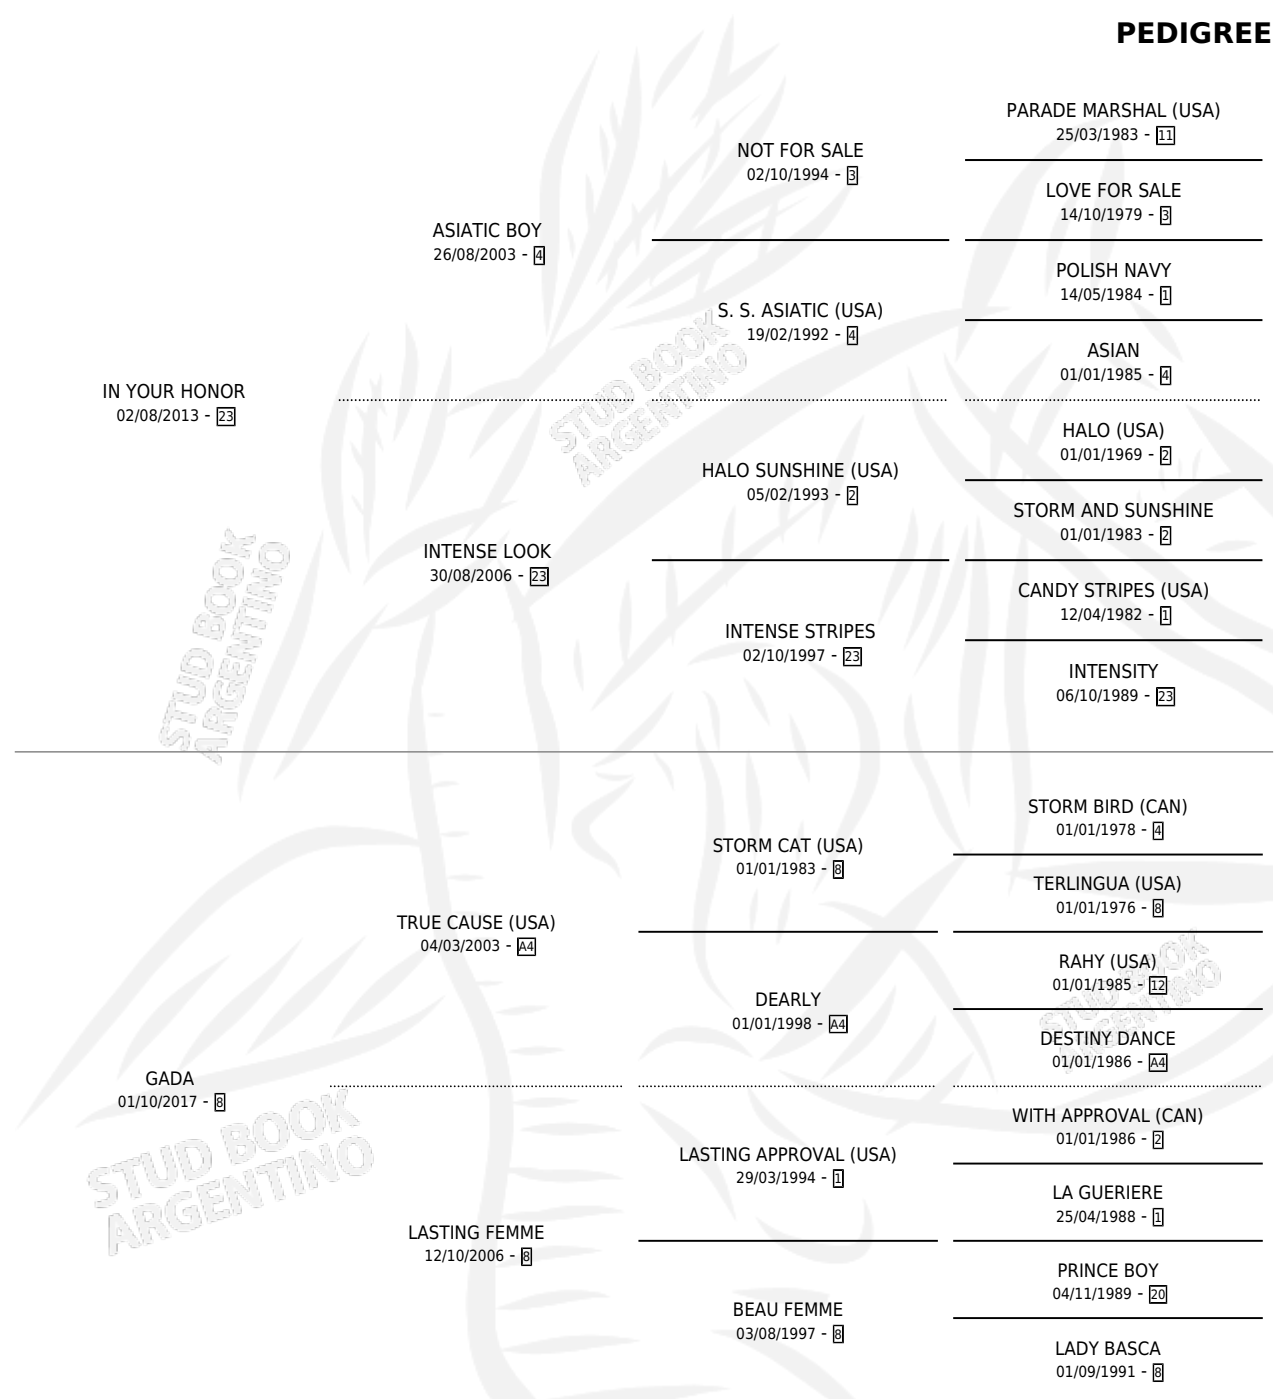 PEDIGREE
PARADE MARSHAL (USA)
25/03/1983 - 11
NOT FOR SALE
02/10/1994 - 3
LOVE FOR SALE
14/10/1979 - 3
ASIATIC BOY
26/08/2003 - 4
POLISH NAVY
14/05/1984 - 1
S. S. ASIATIC (USA)
19/02/1992 - 4
ASIAN
01/01/1985 - 4
IN YOUR HONOR
02/08/2013 - 23
HALO (USA)
01/01/1969 - 2
HALO SUNSHINE (USA)
05/02/1993 - 2
STORM AND SUNSHINE
01/01/1983 - 2
INTENSE LOOK
30/08/2006 - 23
CANDY STRIPES (USA)
12/04/1982 - 1
INTENSE STRIPES
02/10/1997 - 23
INTENSITY
06/10/1989 - 23
STORM BIRD (CAN)
01/01/1978 - 4
STORM CAT (USA)
01/01/1983 - 8
TERLINGUA (USA)
01/01/1976 - 8
TRUE CAUSE (USA)
04/03/2003 - A4
RAHY (USA)
01/01/1985 - 12
DEARLY
01/01/1998 - A4
DESTINY DANCE
01/01/1986 - A4
GADA
01/10/2017 - 8
WITH APPROVAL (CAN)
01/01/1986 - 2
LASTING APPROVAL (USA)
29/03/1994 - 1
LA GUERIERE
25/04/1988 - 1
LASTING FEMME
12/10/2006 - 8
PRINCE BOY
04/11/1989 - 20
BEAU FEMME
03/08/1997 - 8
LADY BASCA
01/09/1991 - 8
STUD BOOK
ARGENTINO
STUD BOOK
ARGENTINO
STUD BOOK
ARGENTINO
STUD BOOK
ARGENTINO